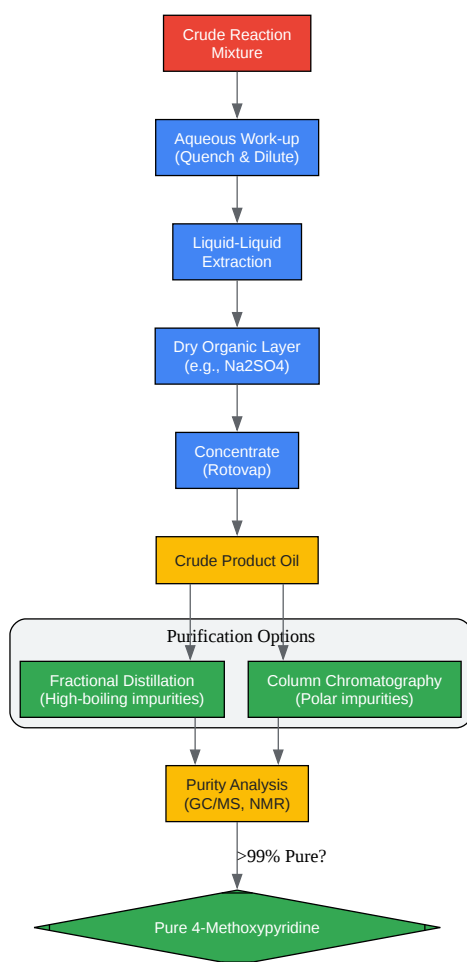 Crude Reaction
Mixture
Aqueous Work-up
(Quench & Dilute)
Liquid-Liquid
Extraction
Dry Organic Layer
(e.g., Na2SO4)
Concentrate
(Rotovap)
Crude Product Oil
Purification Options
Fractional Distillation
(High-boiling impurities)
Column Chromatography
(Polar impurities)
Purity Analysis
(GC/MS, NMR)
>99% Pure?
Pure 4-Methoxypyridine